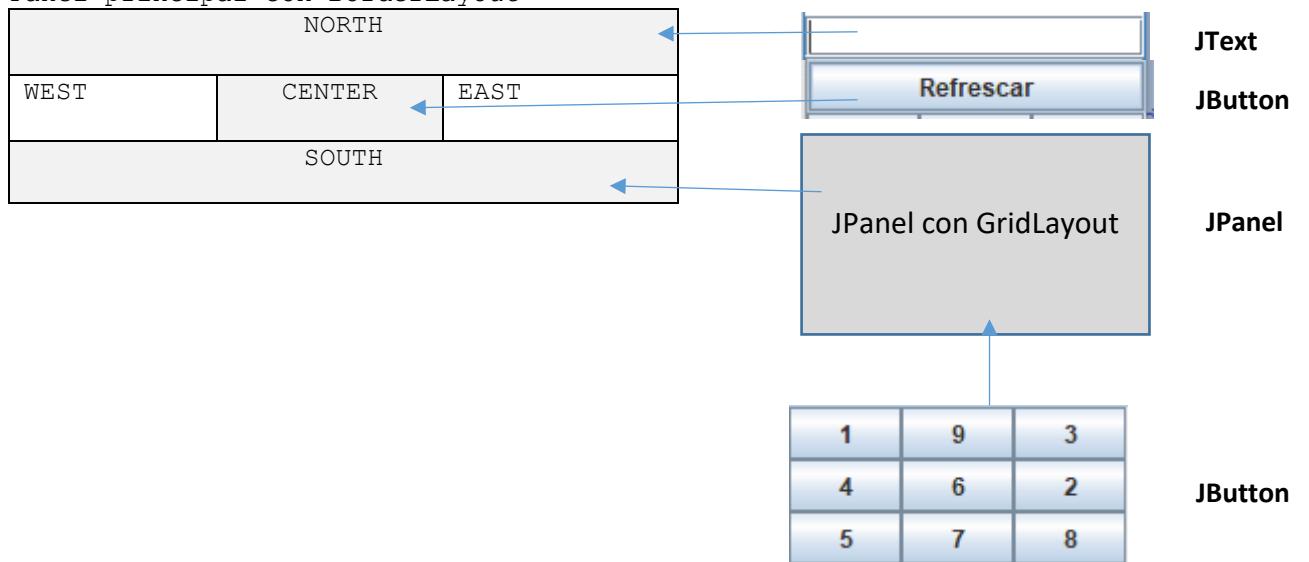 NORTH
JText
Refrescar
WEST CENTER EAST
JButton
SOUTH
JPanel con GridLayout
JPanel
1 9 3
4 6 2
JButton
5 7 8